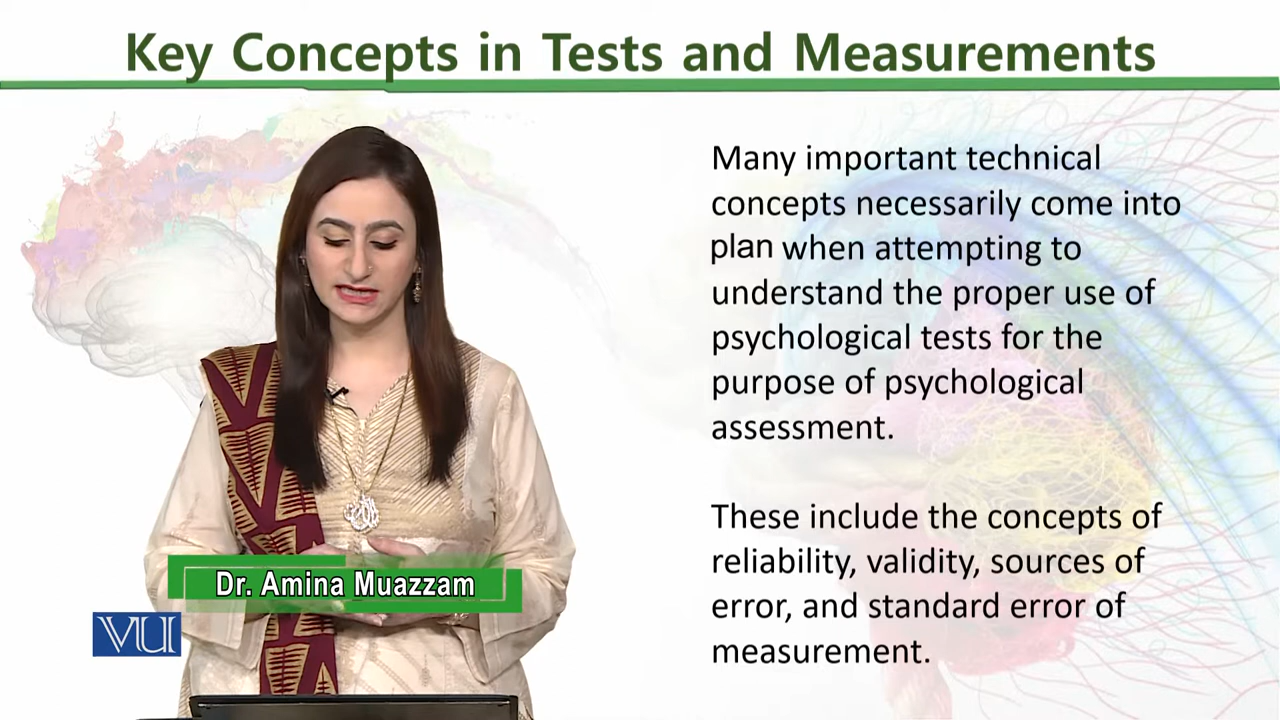 Key Concepts in Tests and Measurements
Many important technical
concepts necessarily come into
plan when attempting to
understand the proper use of
psychological tests for the
purpose of psychological
assessment.
These include the concepts of
reliability, validity, sources of
error, and standard error of
measurement.
Dr. Amina Muazzam
VU